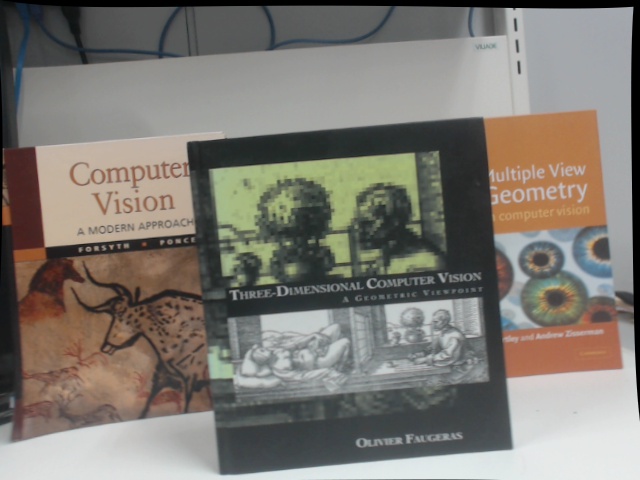 Computer
Vision
A MODERN APPROACH
FORSYTH • PONCE
THREE-DIMENSIONAL COMPUTER VISION
A GEOMETRIC VIEWPOINT
OLIVIER FAUGERAS
Multiple View
Geometry
computer vision
and Andrew Zisserman